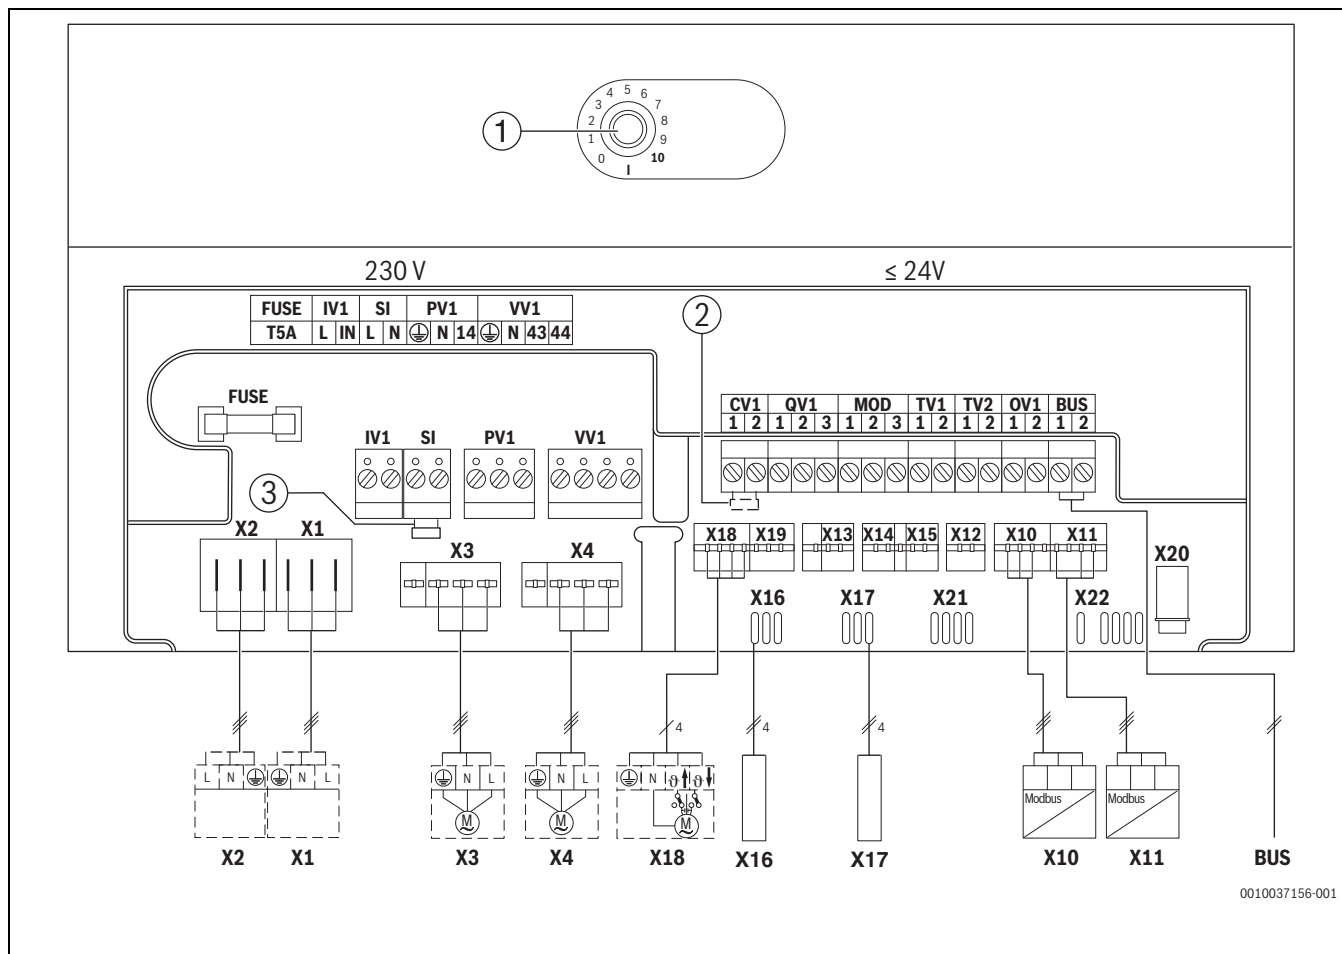 4 5 6
3 7
2 8
1 9
0 10
I
1
230 V ≤ 24V
FUSE IV1 SI PV1 VV1
T5A L IN L N N 14 N 43 44
2
CV1 QV1 MOD TV1 TV2 OV1 BUS
1 2 1 2 3 1 2 3 1 2 1 2 1 2 1 2
FUSE
IV1 SI PV1 VV1
3
X2 X1 X3 X4
X18 X19 X13 X14 X15 X12 X10 X11 X20
X16 X17 X21 X22
4 4 4
L N N L N L N L N ϑ ϑ
M M M
Modbus Modbus
X2 X1 X3 X4 X18 X16 X17 X10 X11 BUS
0010037156-001